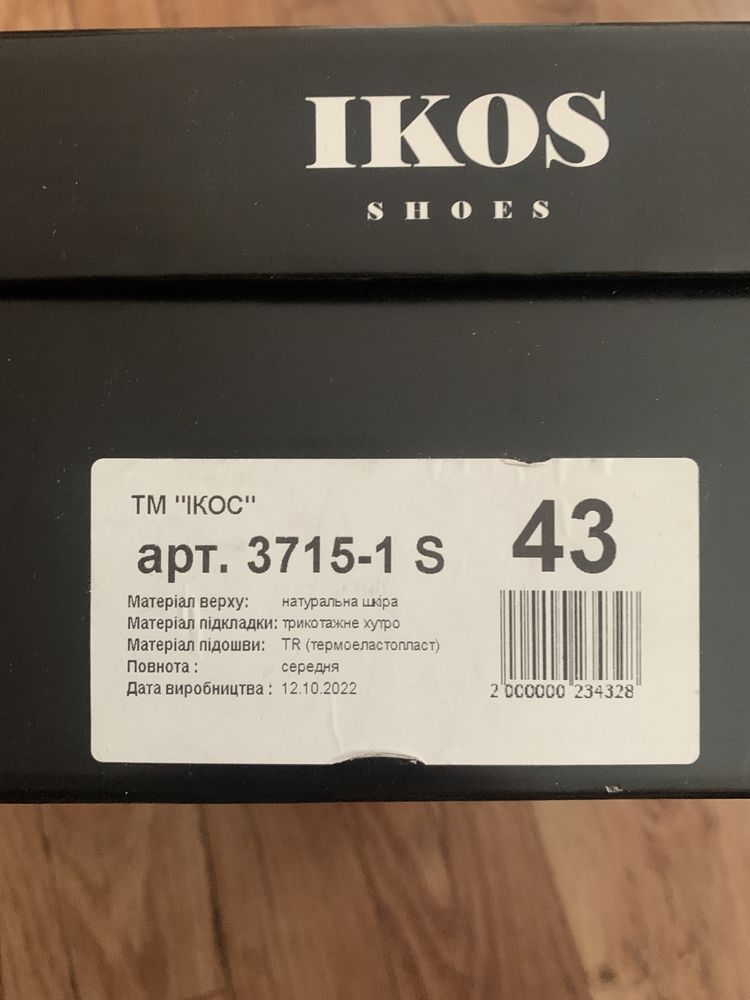 IKOS
SHOES
ТМ "ІКОС"
арт. 3715-1 S
43
Матеріал верху: натуральна шкіра
Матеріал підкладки: трикотажне хутро
Матеріал підошви: TR (термоеластопласт)
Повнота : середня
Дата виробництва : 12.10.2022
2 000000 234328